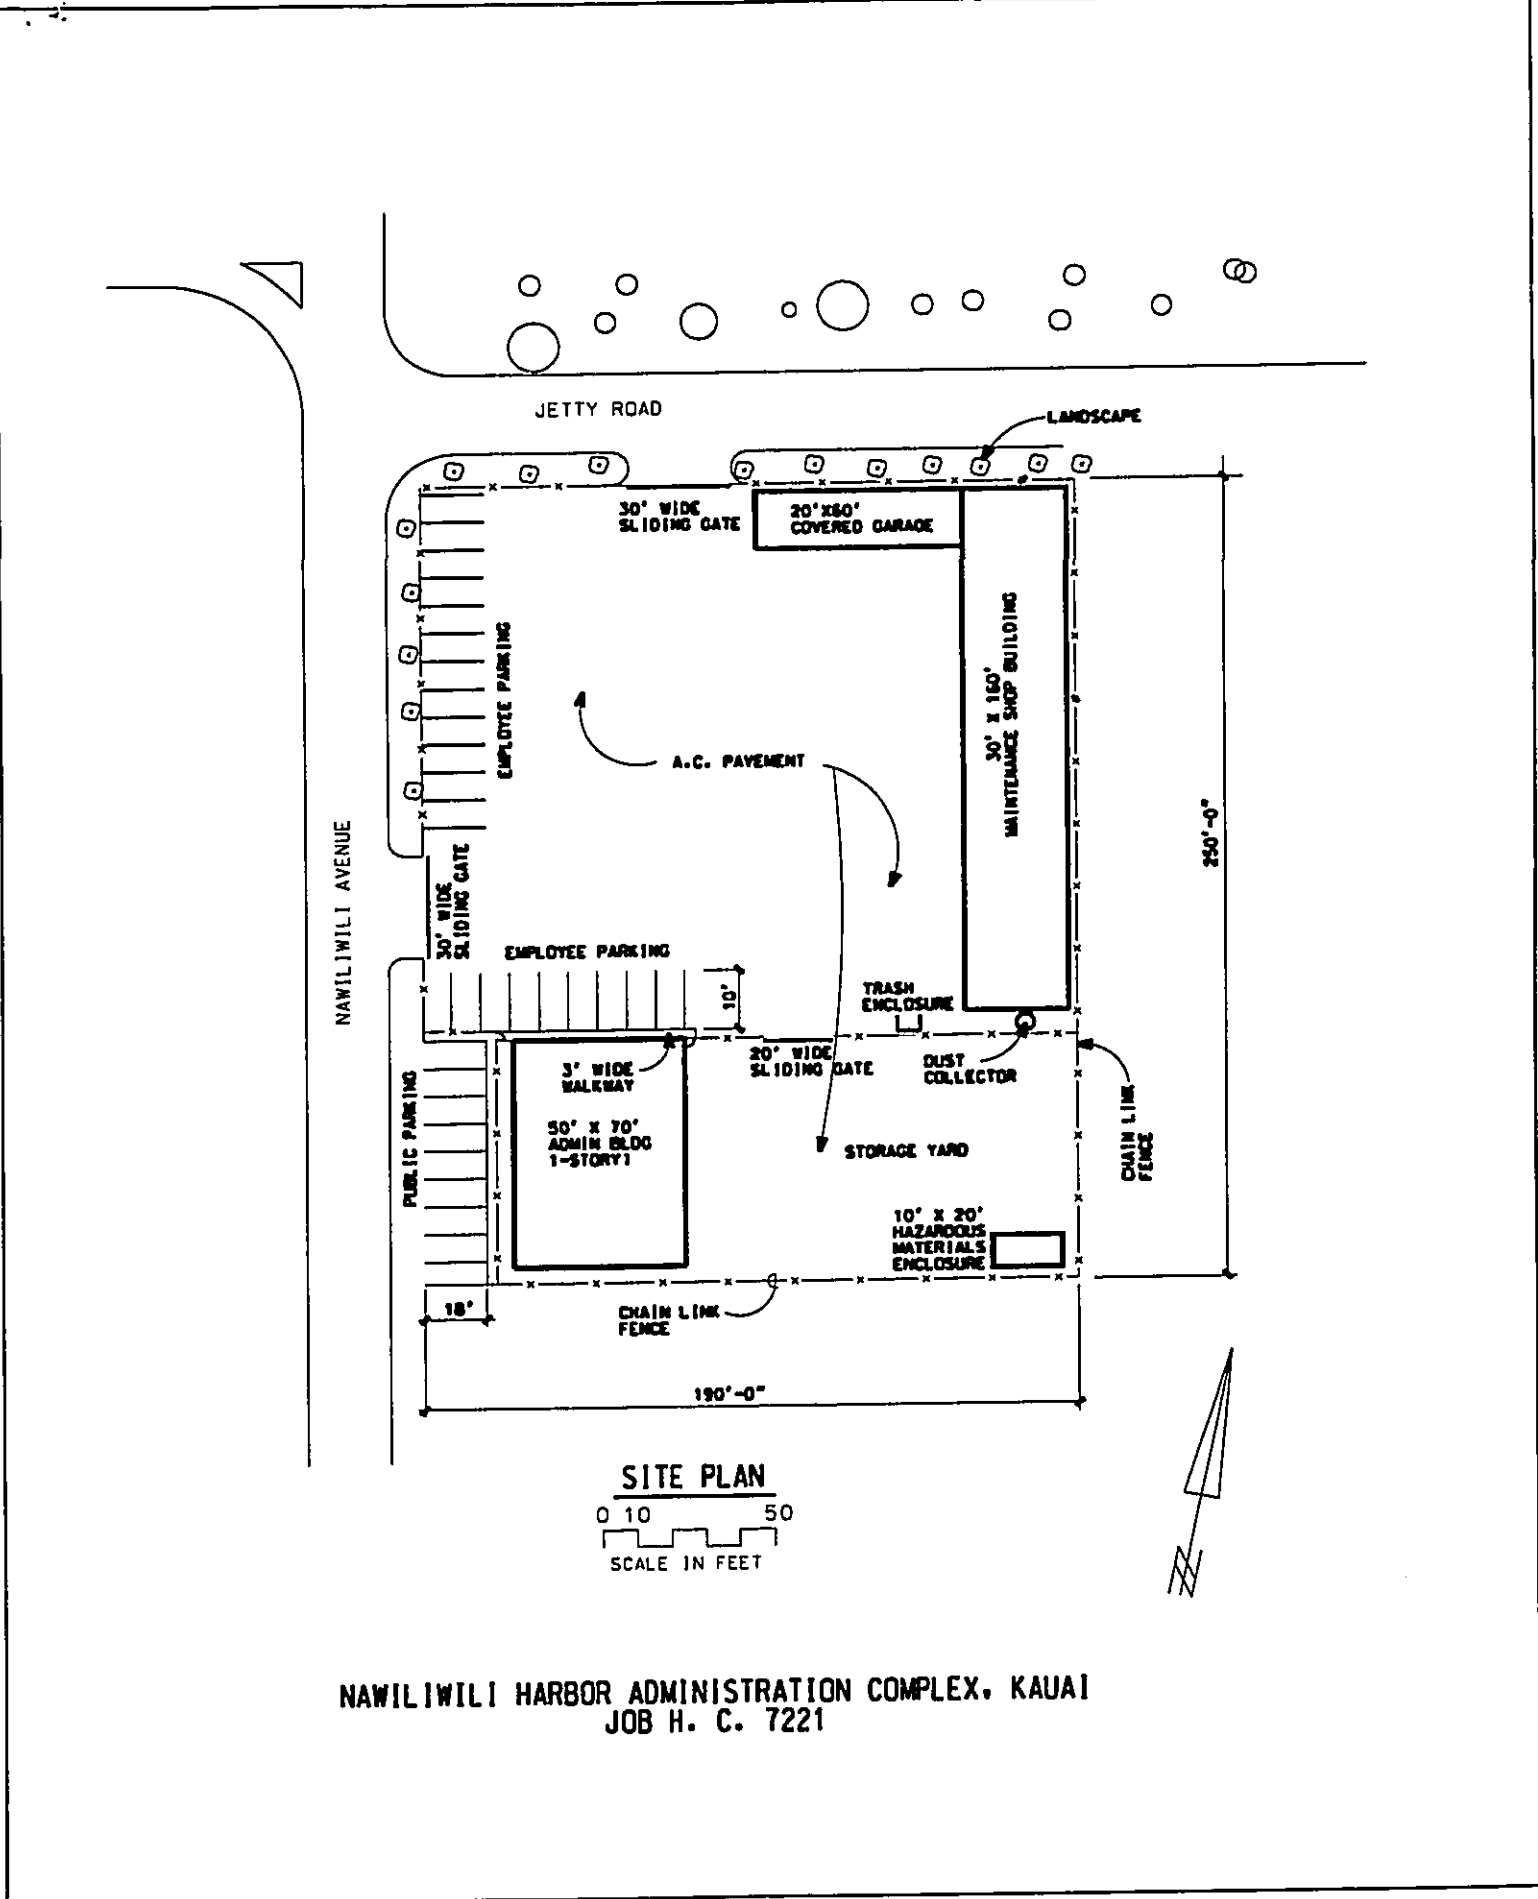 JETTY ROAD
LANDSCAPE
30' WIDE
SLIDING GATE
20'X60'
COVERED GARAGE
EMPLOYEE PARKING
30' X 150'
MAINTENANCE SHOP BUILDING
A.C. PAVEMENT
250'-0"
NAWILIWILI AVENUE
30' WIDE
SLIDING GATE
EMPLOYEE PARKING
10'
TRASH
ENCLOSURE
3' WIDE
WALKWAY
20' WIDE
SLIDING GATE
DUST
COLLECTOR
CHAIN LINK
FENCE
PUBLIC PARKING
50' X 70'
ADMIN BLDG
1-STORY)
STORAGE YARD
10' X 20'
HAZARDOUS
MATERIALS
ENCLOSURE
18'
CHAIN LINK
FENCE
190'-0"
SITE PLAN
0 10 50
SCALE IN FEET
N
NAWILIWILI HARBOR ADMINISTRATION COMPLEX, KAUAI
JOB H. C. 7221